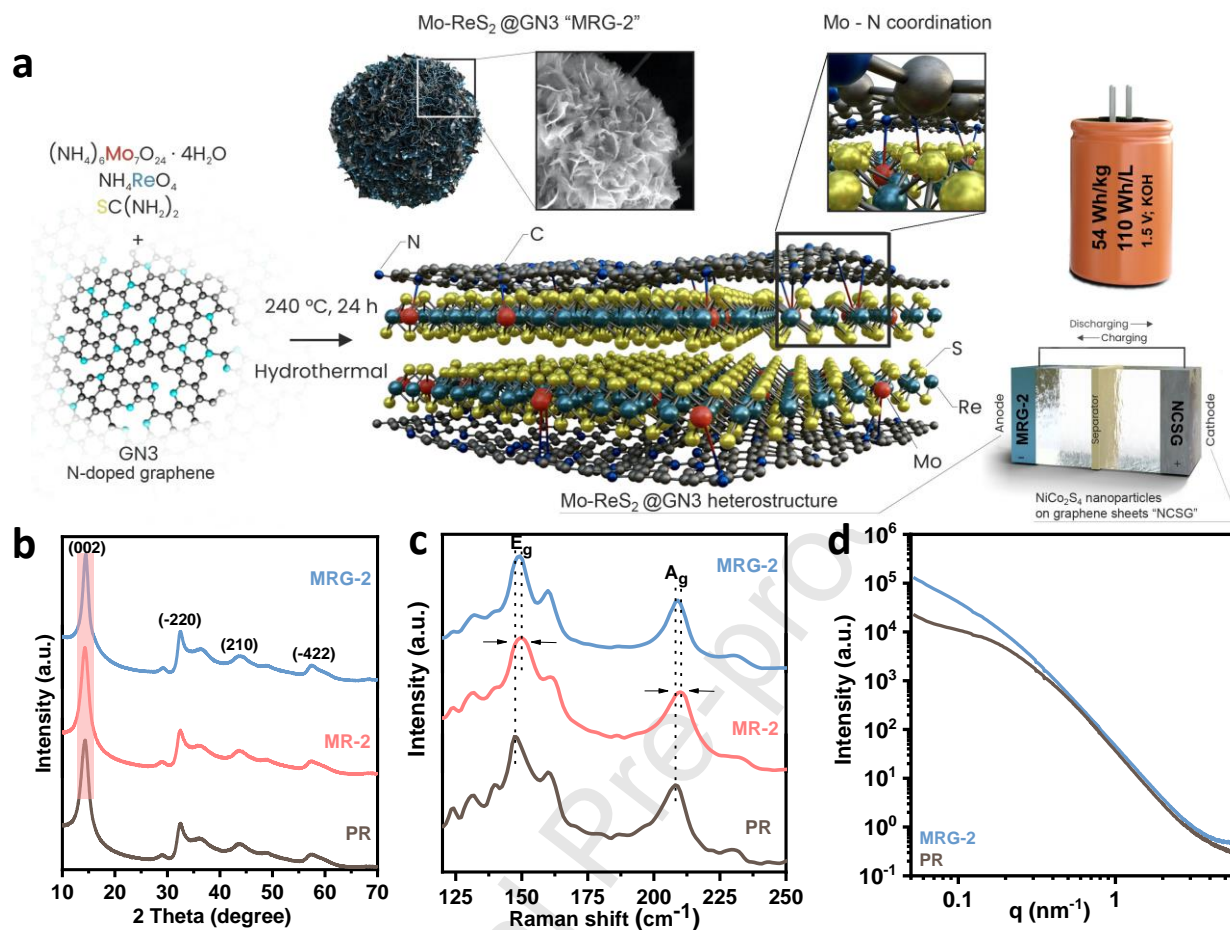 a
Mo-ReS₂ @GN3 “MRG-2”
Mo - N coordination
(NH₄)₆Mo₇O₂₄ · 4H₂O
NH₄ReO₄
SC(NH₂)₂
+
GN3
N-doped graphene
240 ºC, 24 h
Hydrothermal
N
C
S
Re
Mo
Mo-ReS₂ @GN3 heterostructure
54 Wh/kg
110 Wh/L
1.5 V; KOH
Discharging
Charging
Anode
MRG-2
-
Separator
NCSG
+
Cathode
NiCo₂S₄ nanoparticles
on graphene sheets “NCSG”
b
(002)
(-220)
(210)
(-422)
MRG-2
MR-2
PR
Intensity (a.u.)
10 20 30 40 50 60 70
2 Theta (degree)
c
E_g
A_g
MRG-2
MR-2
PR
Intensity (a.u.)
125 150 175 200 225 250
Raman shift (cm⁻¹)
d
10⁶
10⁵
10⁴
10³
10²
10¹
10⁰
10⁻¹
Intensity (a.u.)
MRG-2
PR
0.1 1
q (nm⁻¹)